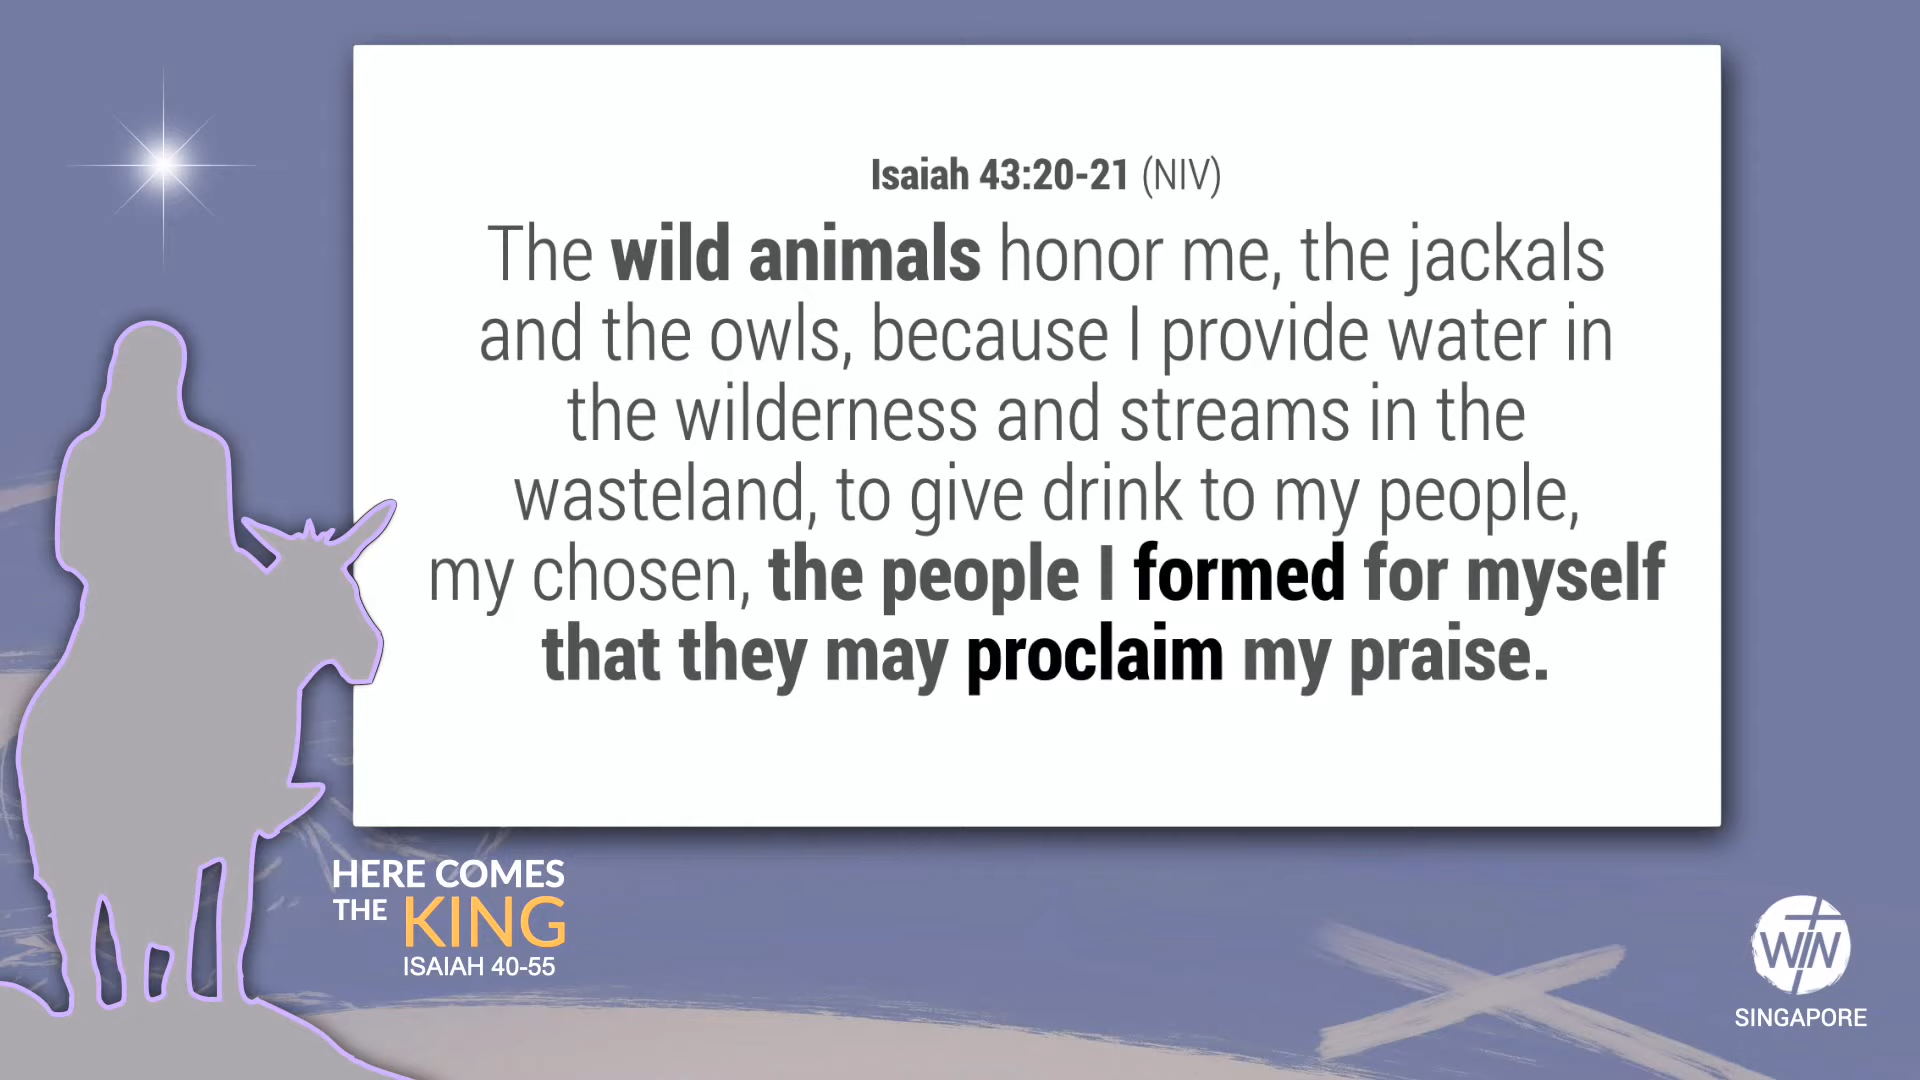 Isaiah 43:20-21 (NIV)
The wild animals honor me, the jackals
and the owls, because I provide water in
the wilderness and streams in the
wasteland, to give drink to my people,
my chosen, the people I formed for myself
that they may proclaim my praise.
HERE COMES
THE KING
ISAIAH 40-55
WIN
SINGAPORE